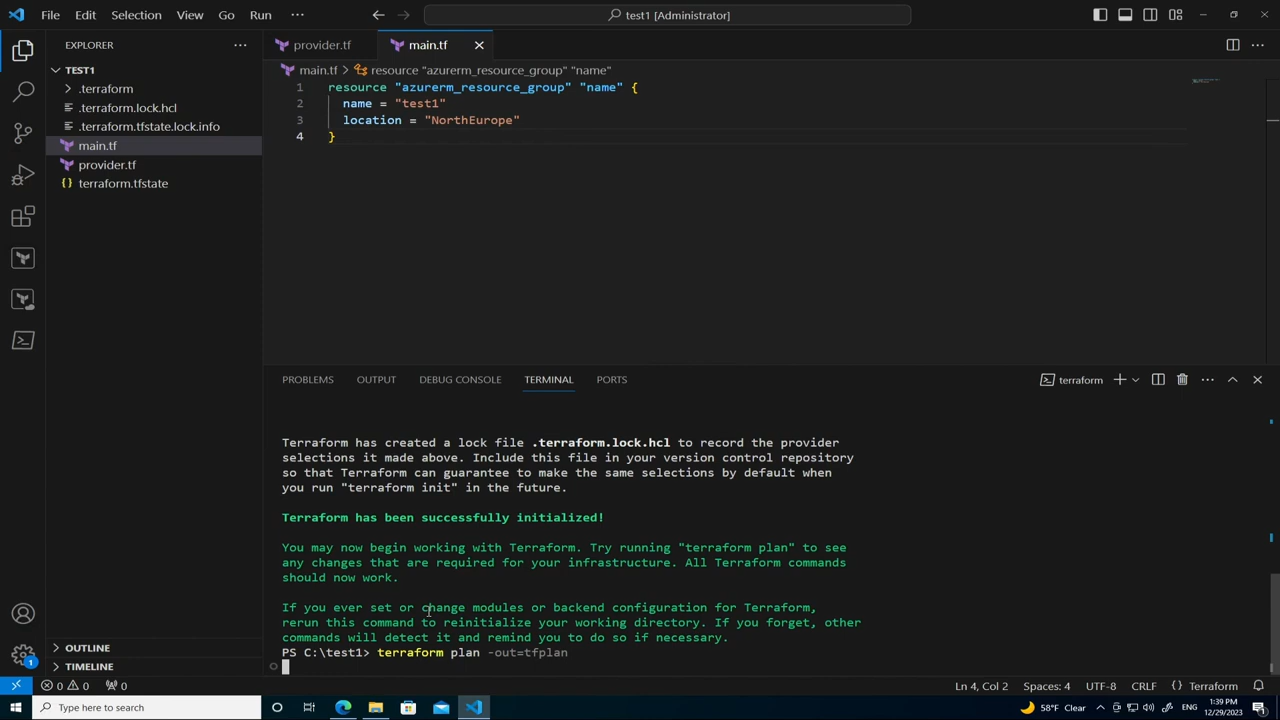 File Edit Selection View Go Run
test1 [Administrator]
EXPLORER
provider.tf
main.tf
TEST1
.terraform
.terraform.lock.hcl
.terraform.tfstate.lock.info
main.tf
provider.tf
terraform.tfstate
main.tf > resource "azurerm_resource_group" "name"
1 resource "azurerm_resource_group" "name" {
2 name = "test1"
3 location = "NorthEurope"
4 }
PROBLEMS OUTPUT DEBUG CONSOLE TERMINAL PORTS
terraform
Terraform has created a lock file .terraform.lock.hcl to record the provider
selections it made above. Include this file in your version control repository
so that Terraform can guarantee to make the same selections by default when
you run "terraform init" in the future.
Terraform has been successfully initialized!
You may now begin working with Terraform. Try running "terraform plan" to see
any changes that are required for your infrastructure. All Terraform commands
should now work.
If you ever set or change modules or backend configuration for Terraform,
rerun this command to reinitialize your working directory. If you forget, other
commands will detect it and remind you to do so if necessary.
PS C:\test1> terraform plan -out=tfplan
OUTLINE
TIMELINE
1
0 0 0
Ln 4, Col 2 Spaces: 4 UTF-8 CRLF { } Terraform
Type here to search
58°F Clear
1:39 PM
12/29/2023
1